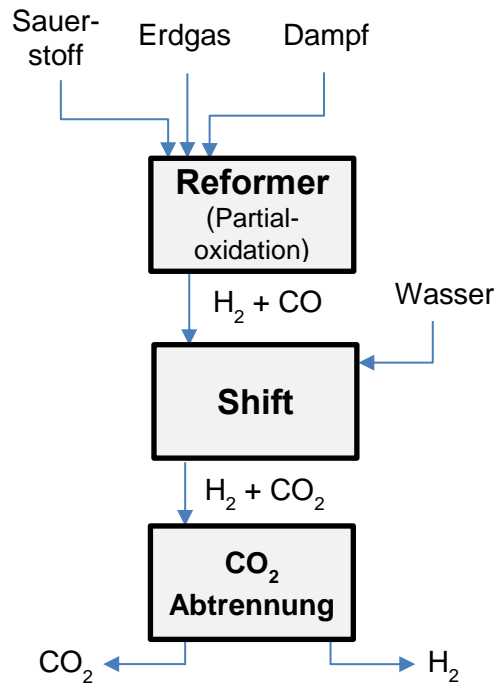 Sauer-
stoff
Erdgas
Dampf
Reformer
(Partial-
oxidation)
H₂ + CO
Wasser
Shift
H₂ + CO₂
CO₂
Abtrennung
CO₂
H₂